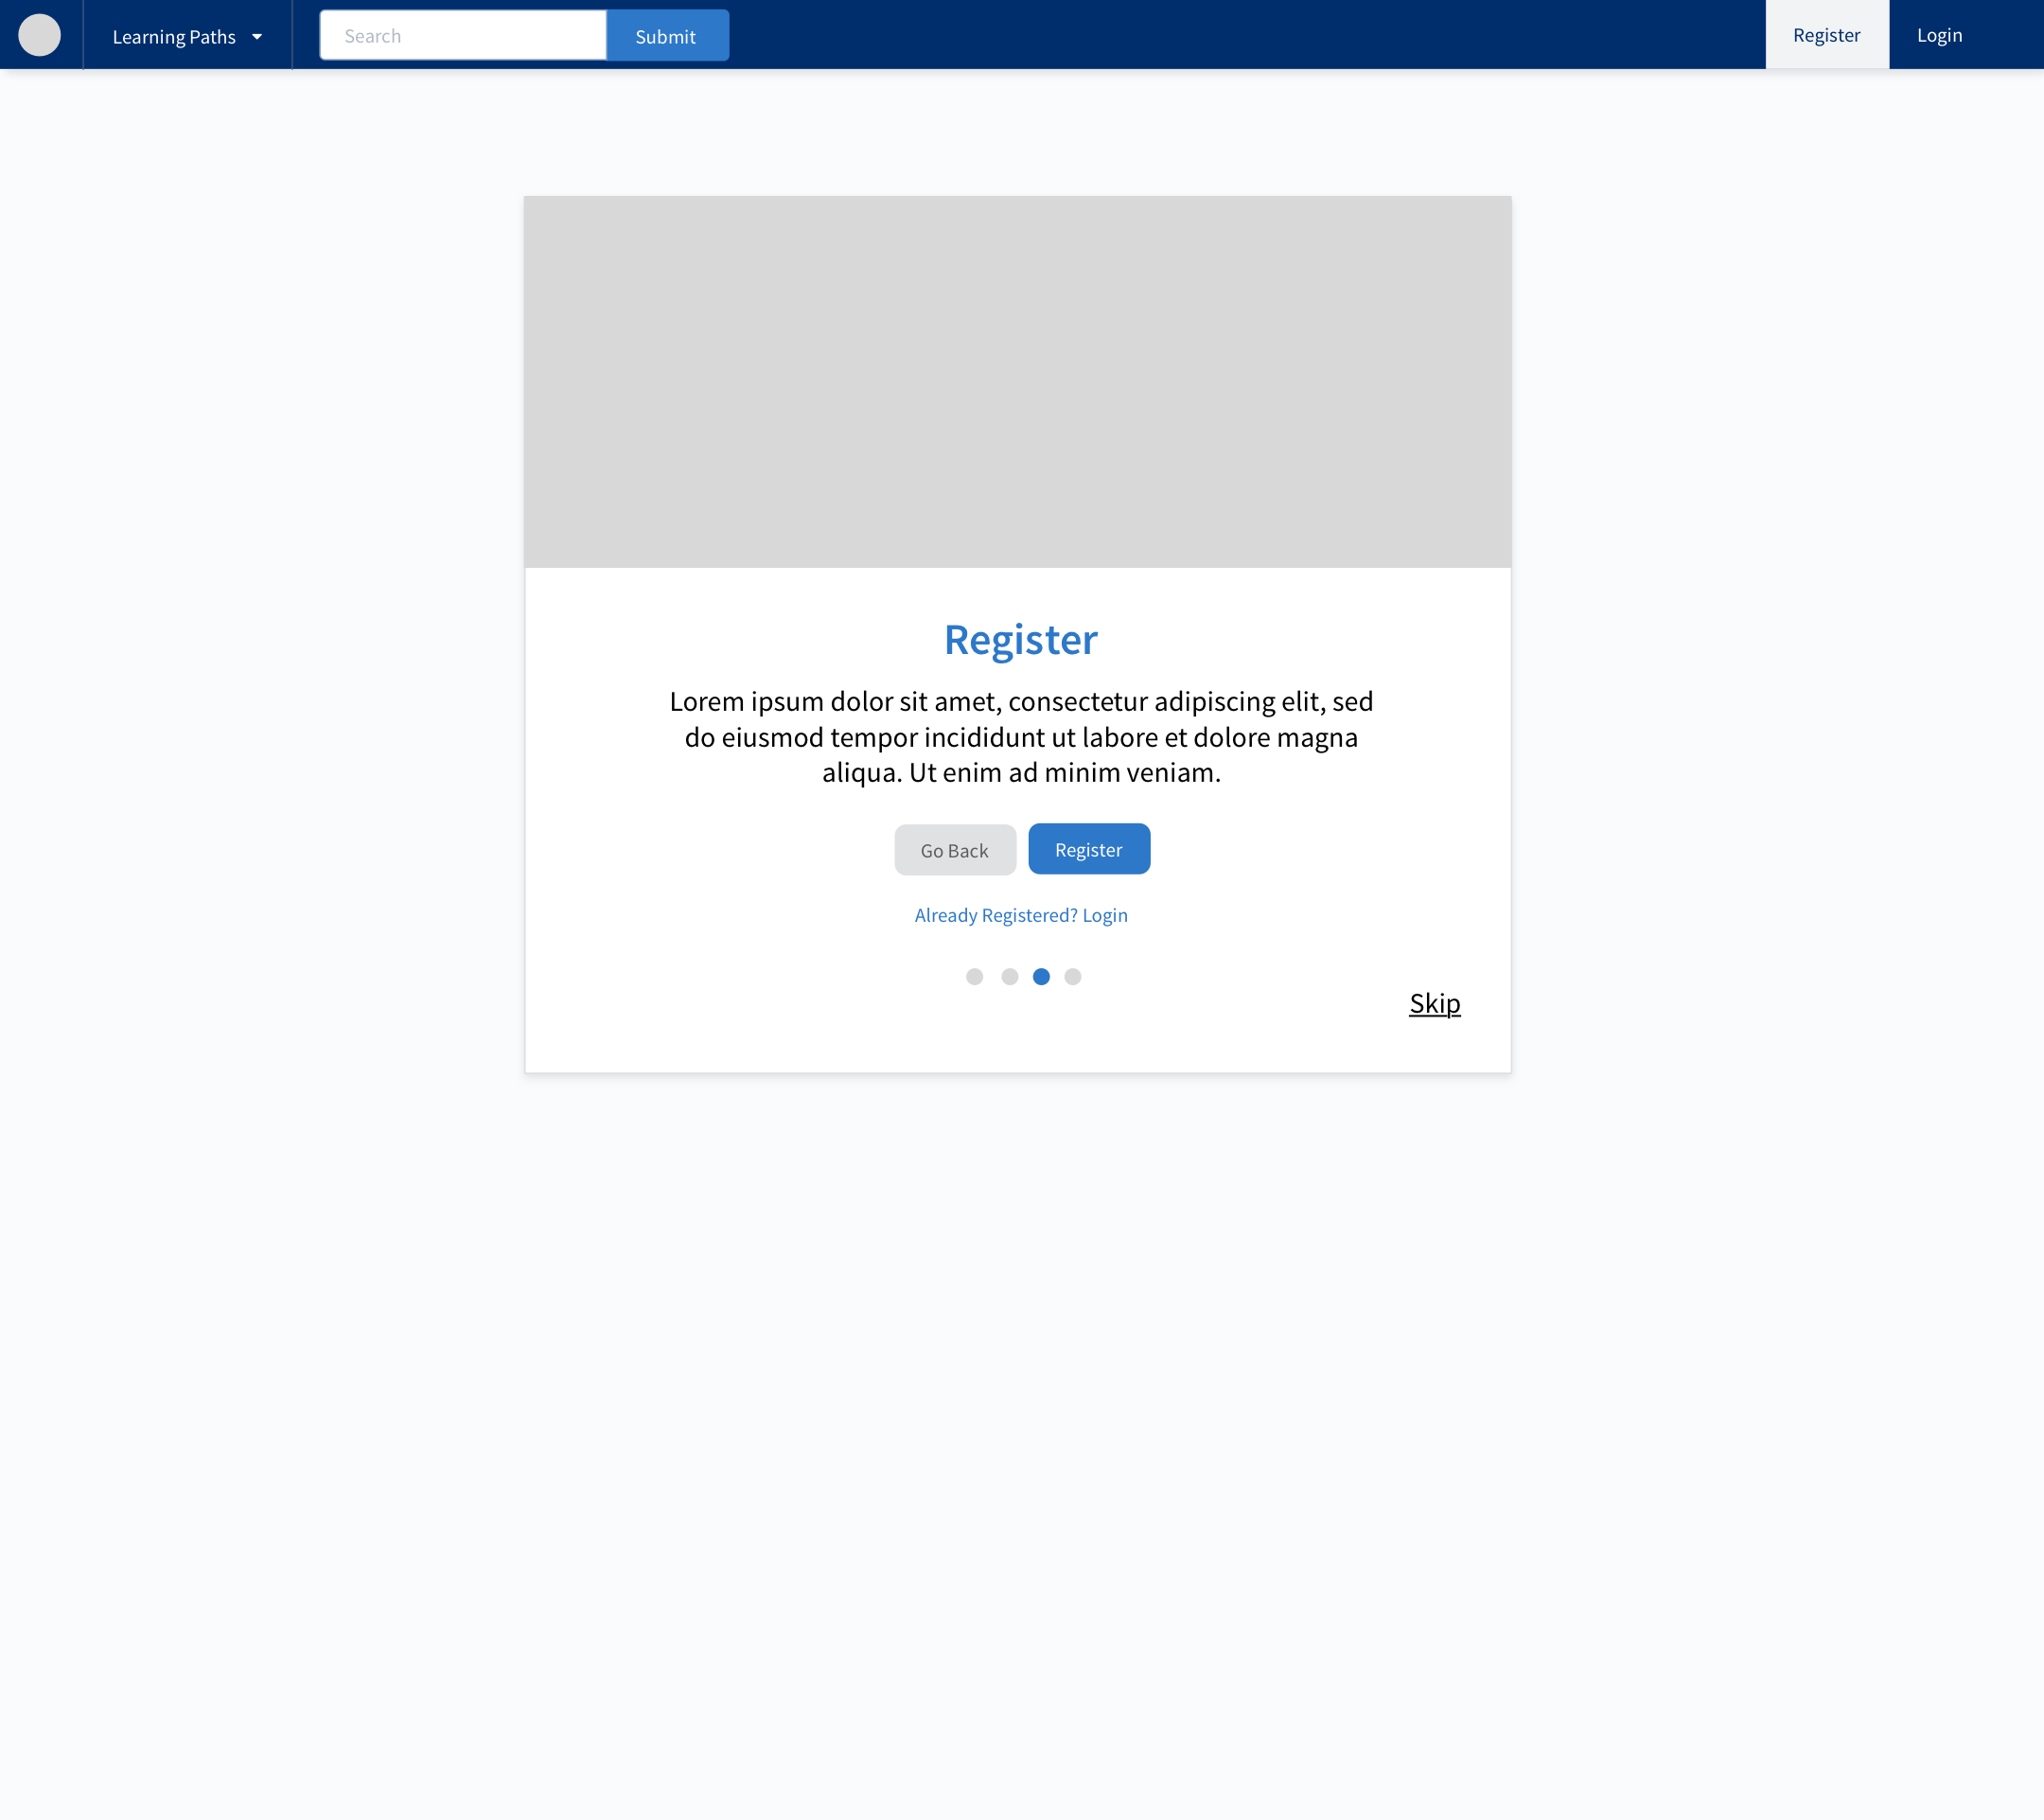 Learning Paths
Search
Submit
Register
Login
Register
Lorem ipsum dolor sit amet, consectetur adipiscing elit, sed
do eiusmod tempor incididunt ut labore et dolore magna
aliqua. Ut enim ad minim veniam.
Go Back
Register
Already Registered? Login
Skip